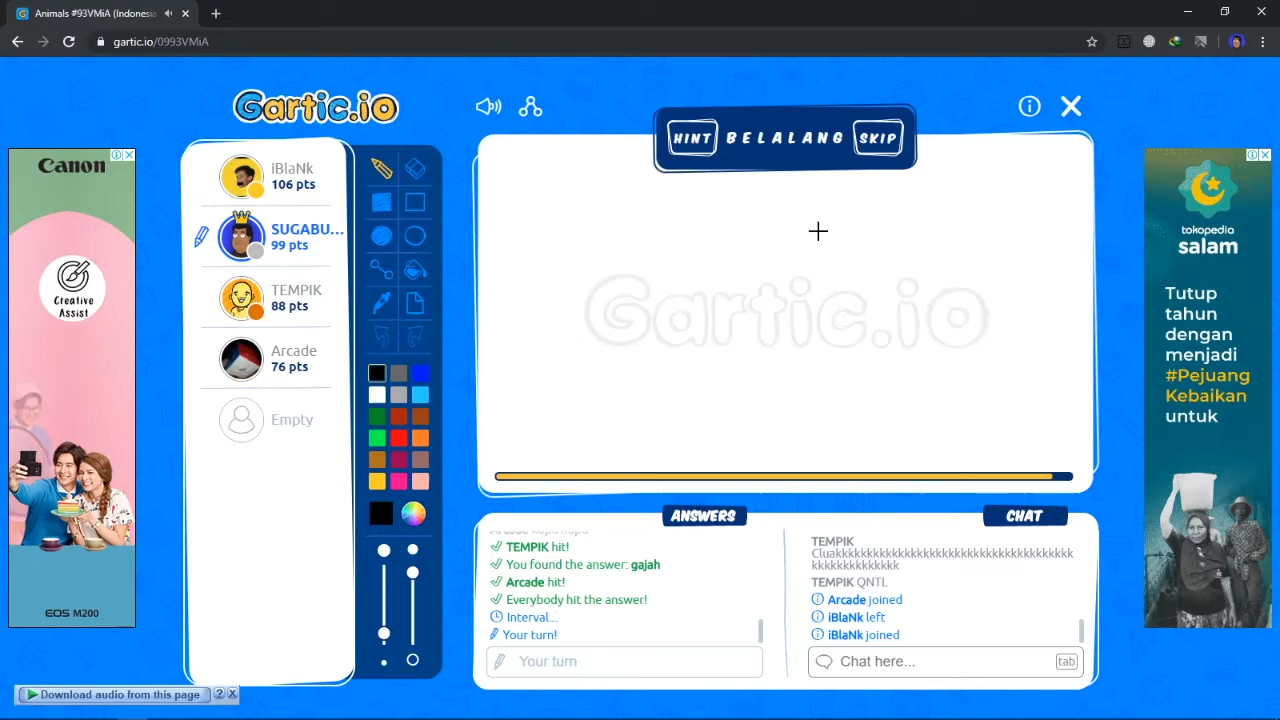 Animals #93VMiA (Indonesia
gartic.io/0993VMiA
Gartic.io
HINT
BELALANG
SKIP
iBlaNk
106 pts
SUGABU...
99 pts
TEMPIK
88 pts
Arcade
76 pts
Empty
Gartic.io
ANSWERS
TEMPIK hit!
You found the answer: gajah
Arcade hit!
Everybody hit the answer!
Interval...
Your turn!
Your turn
CHAT
TEMPIK
Cluakkkkkkkkkkkkkkkkkkkkkkkkkkkkkkkkkkkk
kkkkkkkkkkkkkk
TEMPIK QNTL
Arcade joined
iBlaNk left
iBlaNk joined
Chat here...
tab
Canon
Creative
Assist
EOS M200
Download audio from this page
?
tokopedia
salam
Tutup
tahun
dengan
menjadi
#Pejuang
Kebaikan
untuk